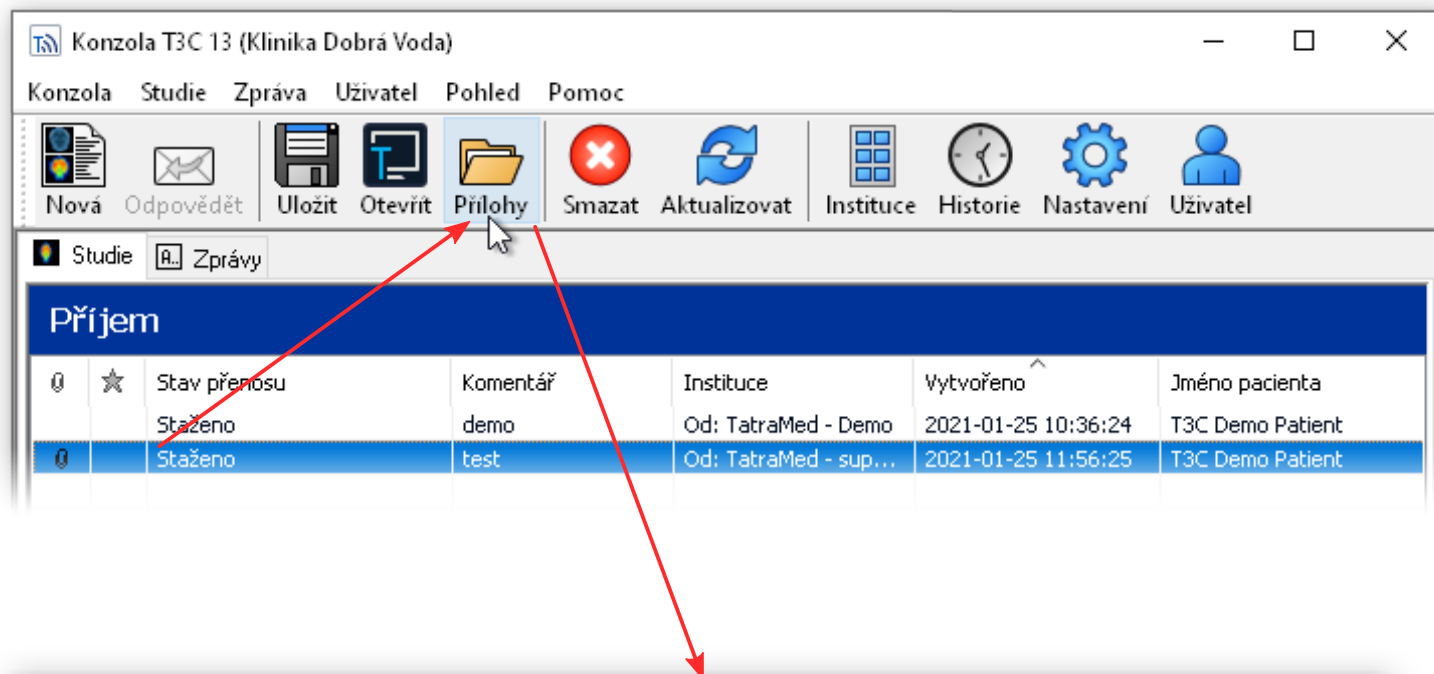 Konzola T3C 13 (Klinika Dobrá Voda)
Konzola Studie Zpráva Uživatel Pohled Pomoc
Nová Odpovědět Uložit Otevřít Přílohy Smazat Aktualizovat Instituce Historie Nastavení Uživatel
Studie A.. Zprávy
Příjem
Stav přenosu Komentář Instituce Vytvořeno Jméno pacienta
Staženo demo Od: TatraMed - Demo 2021-01-25 10:36:24 T3C Demo Patient
Staženo test Od: TatraMed - sup... 2021-01-25 11:56:25 T3C Demo Patient